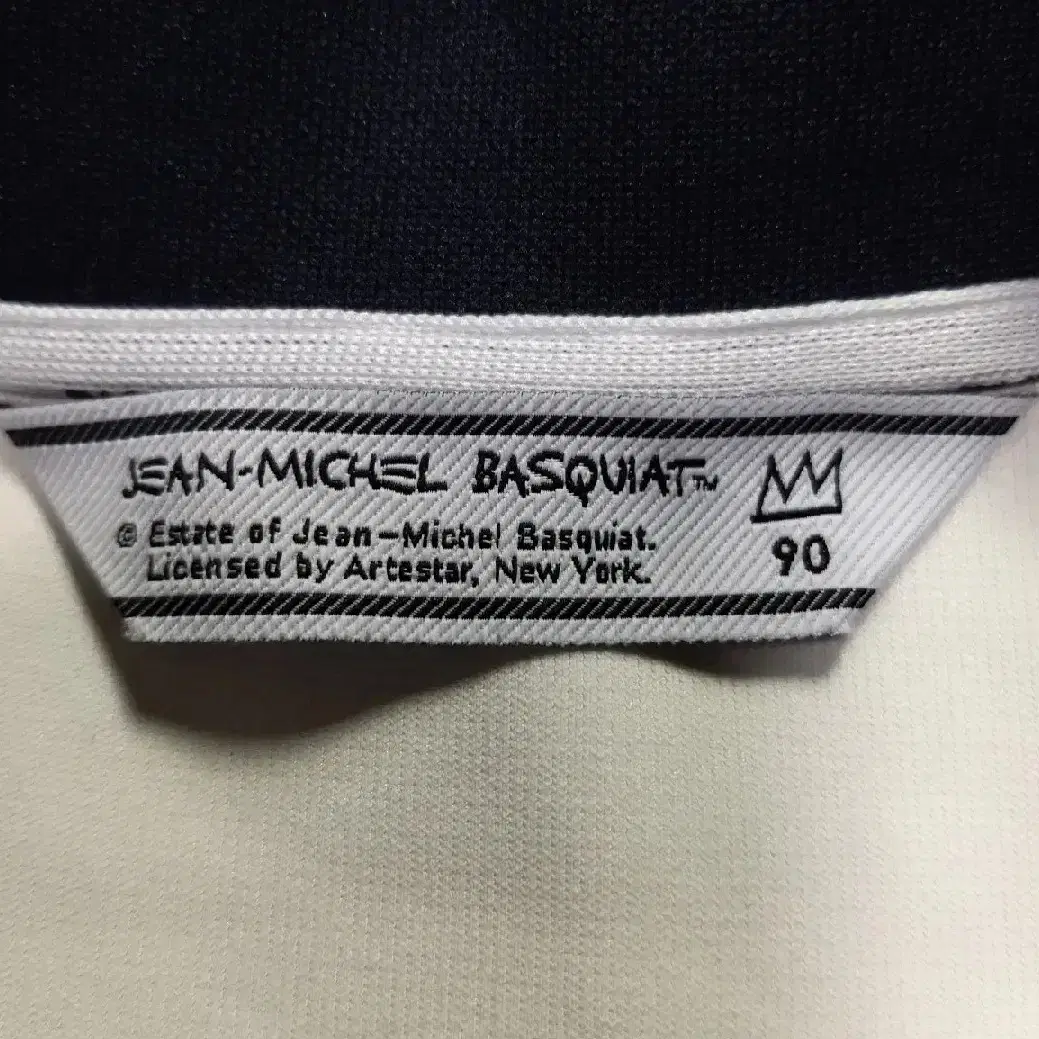 JEAN-MICHEL BASQUIAT™
© Estate of Jean-Michel Basquiat.
Licensed by Artestar, New York.
90